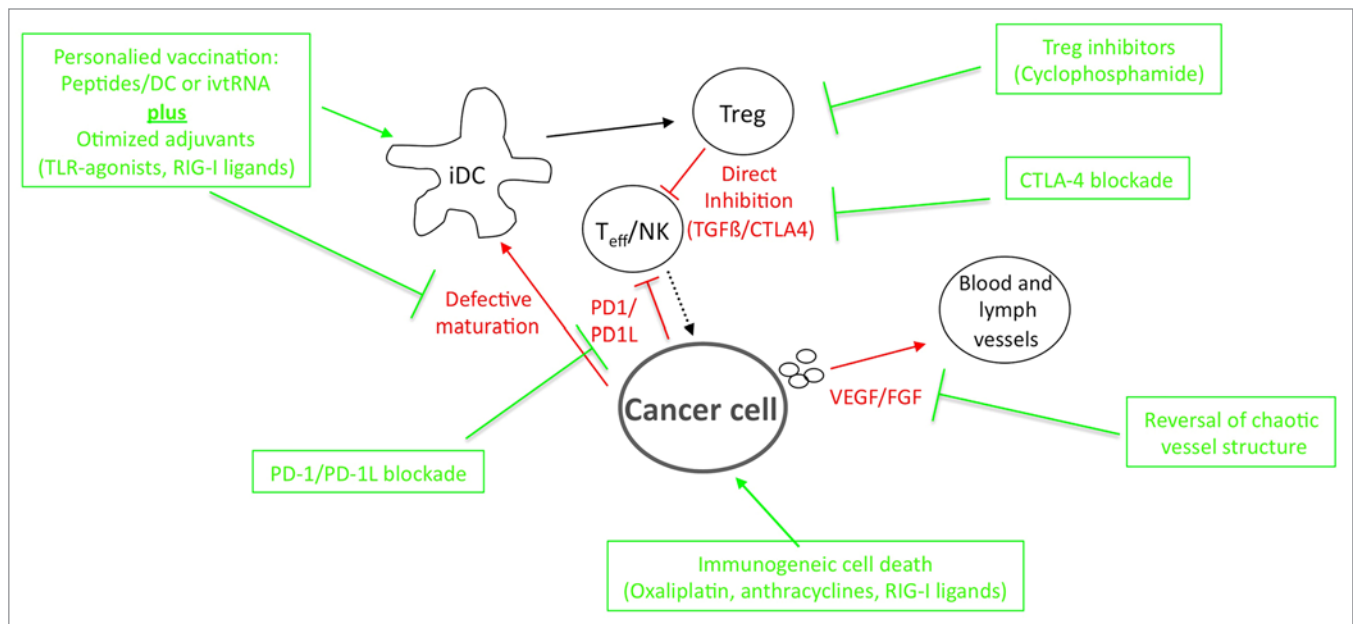 Personalied vaccination:
Peptides/DC or ivtRNA
plus
Otimized adjuvants
(TLR-agonists, RIG-I ligands)
iDC
Treg
Treg inhibitors
(Cyclophosphamide)
Direct
Inhibition
(TGFß/CTLA4)
CTLA-4 blockade
Teff/NK
Defective
maturation
PD1/
PD1L
Blood and
lymph
vessels
Cancer cell
VEGF/FGF
Reversal of chaotic
vessel structure
PD-1/PD-1L blockade
Immunogeneic cell death
(Oxaliplatin, anthracyclines, RIG-I ligands)